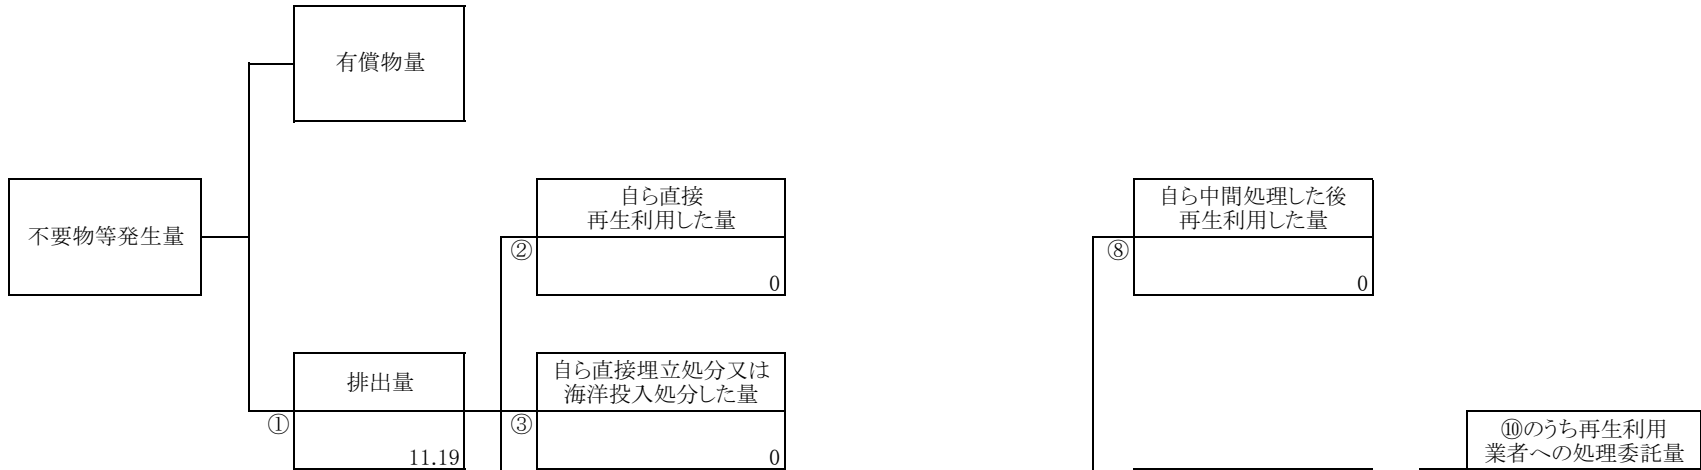 有償物量
不要物等発生量
自ら直接
再生利用した量
②
0
自ら中間処理した後
再生利用した量
⑧
0
排出量
①
11.19
自ら直接埋立処分又は
海洋投入処分した量
③
0
⑩のうち再生利用
業者への処理委託量